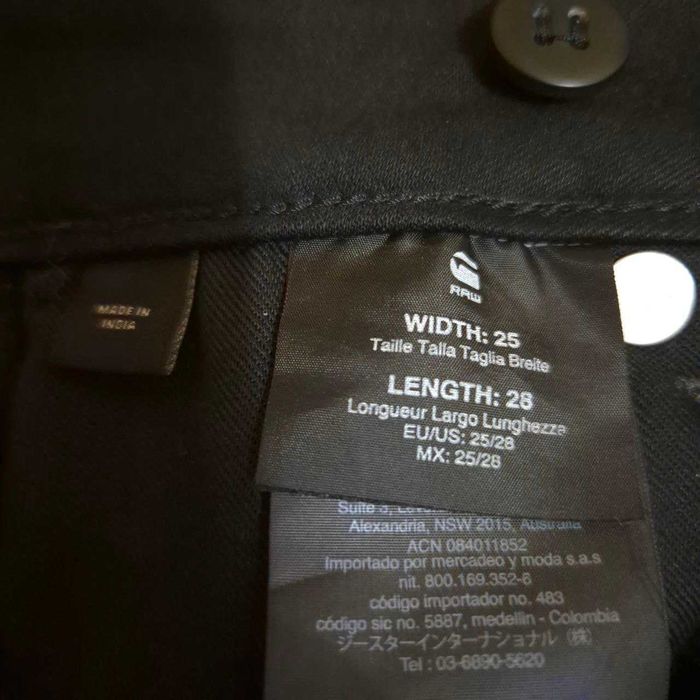 MADE IN
INDIA
RAW
WIDTH: 25
Taille Talla Taglia Breite
LENGTH: 28
Longueur Largo Lunghezza
EU/US: 25/28
MX: 25/28
Suite 3,
Alexandria, NSW 2015, Australia
ACN 084011852
Importado por mercadeo y moda s.a.s
nit. 800.169.352-6
código importador no. 483
código sic no. 5887, medellin - Colombia
ジースターインターナショナル（株）
Tel : 03-6890-5620